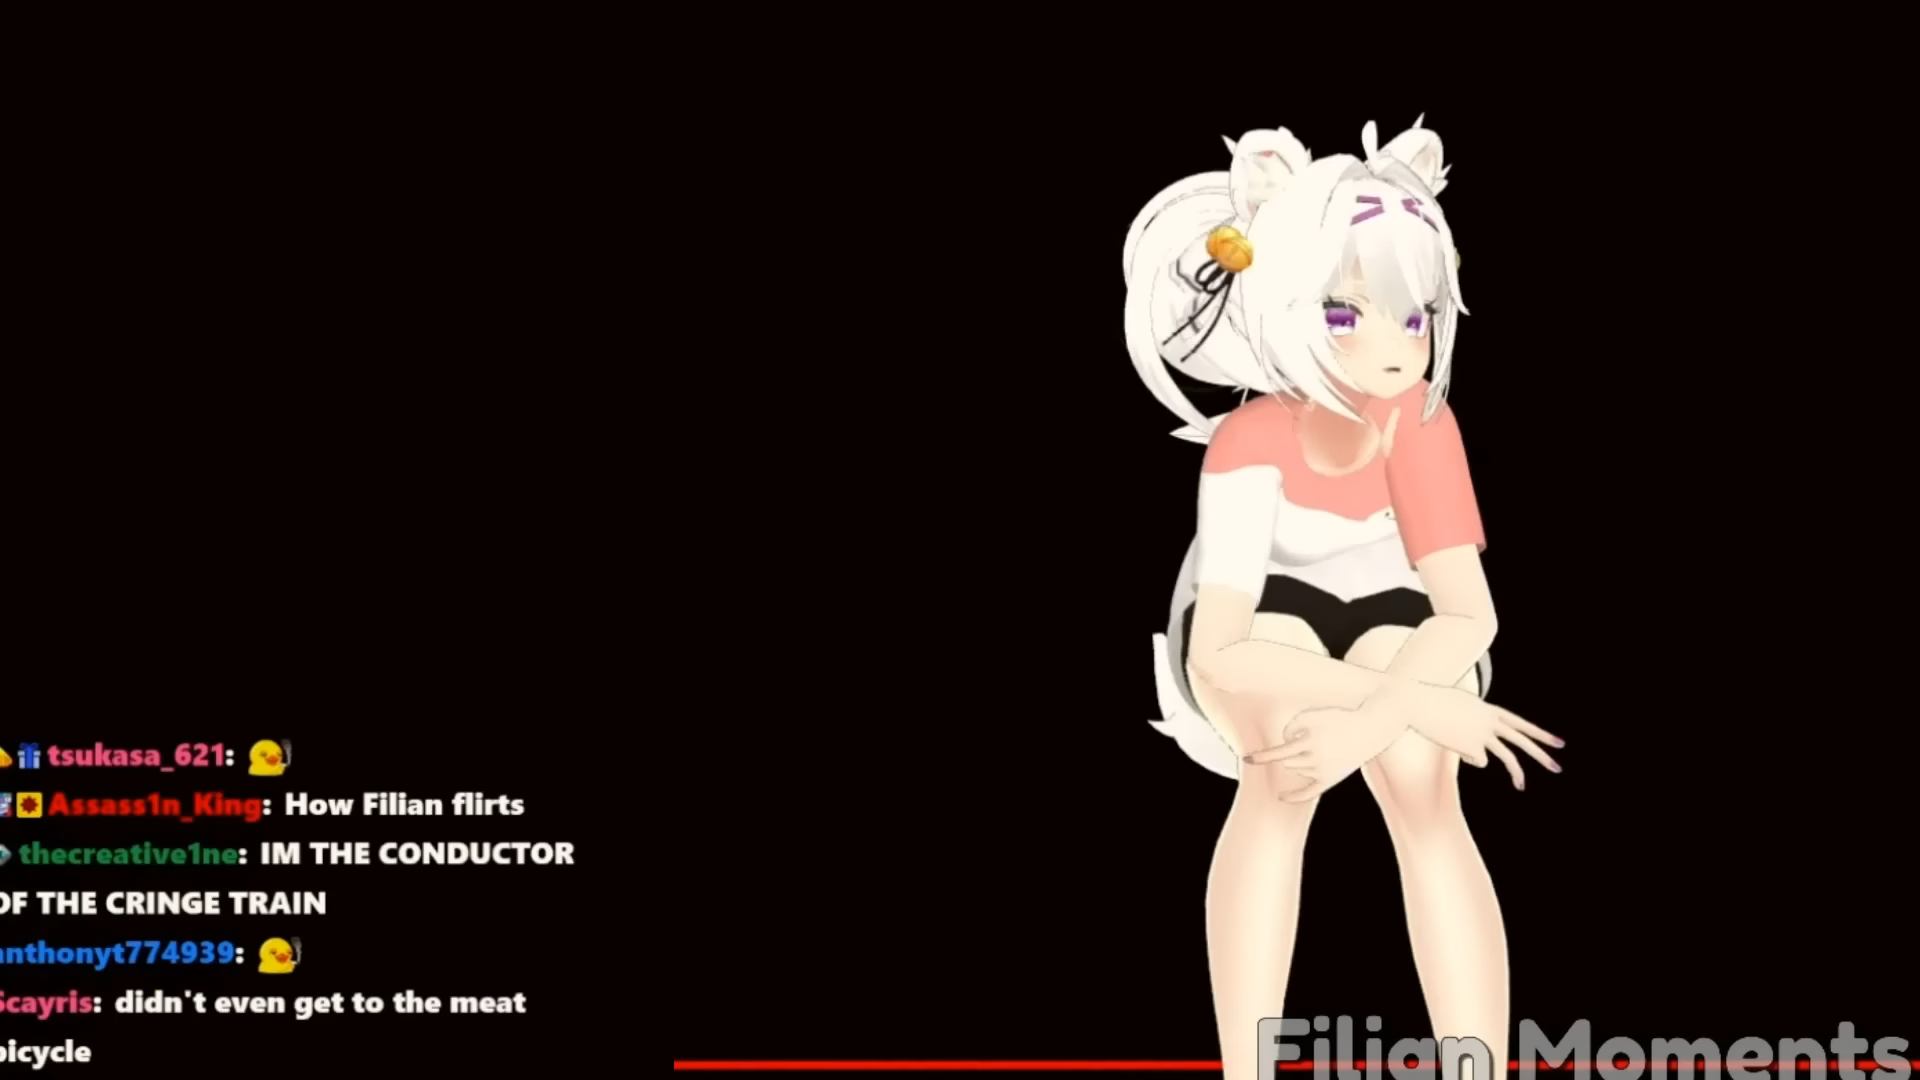 tsukasa_621:
Assass1n_King: How Filian flirts
thecreative1ne: IM THE CONDUCTOR
OF THE CRINGE TRAIN
anthonyt774939:
Scayris: didn't even get to the meat
bicycle
Filian Moments